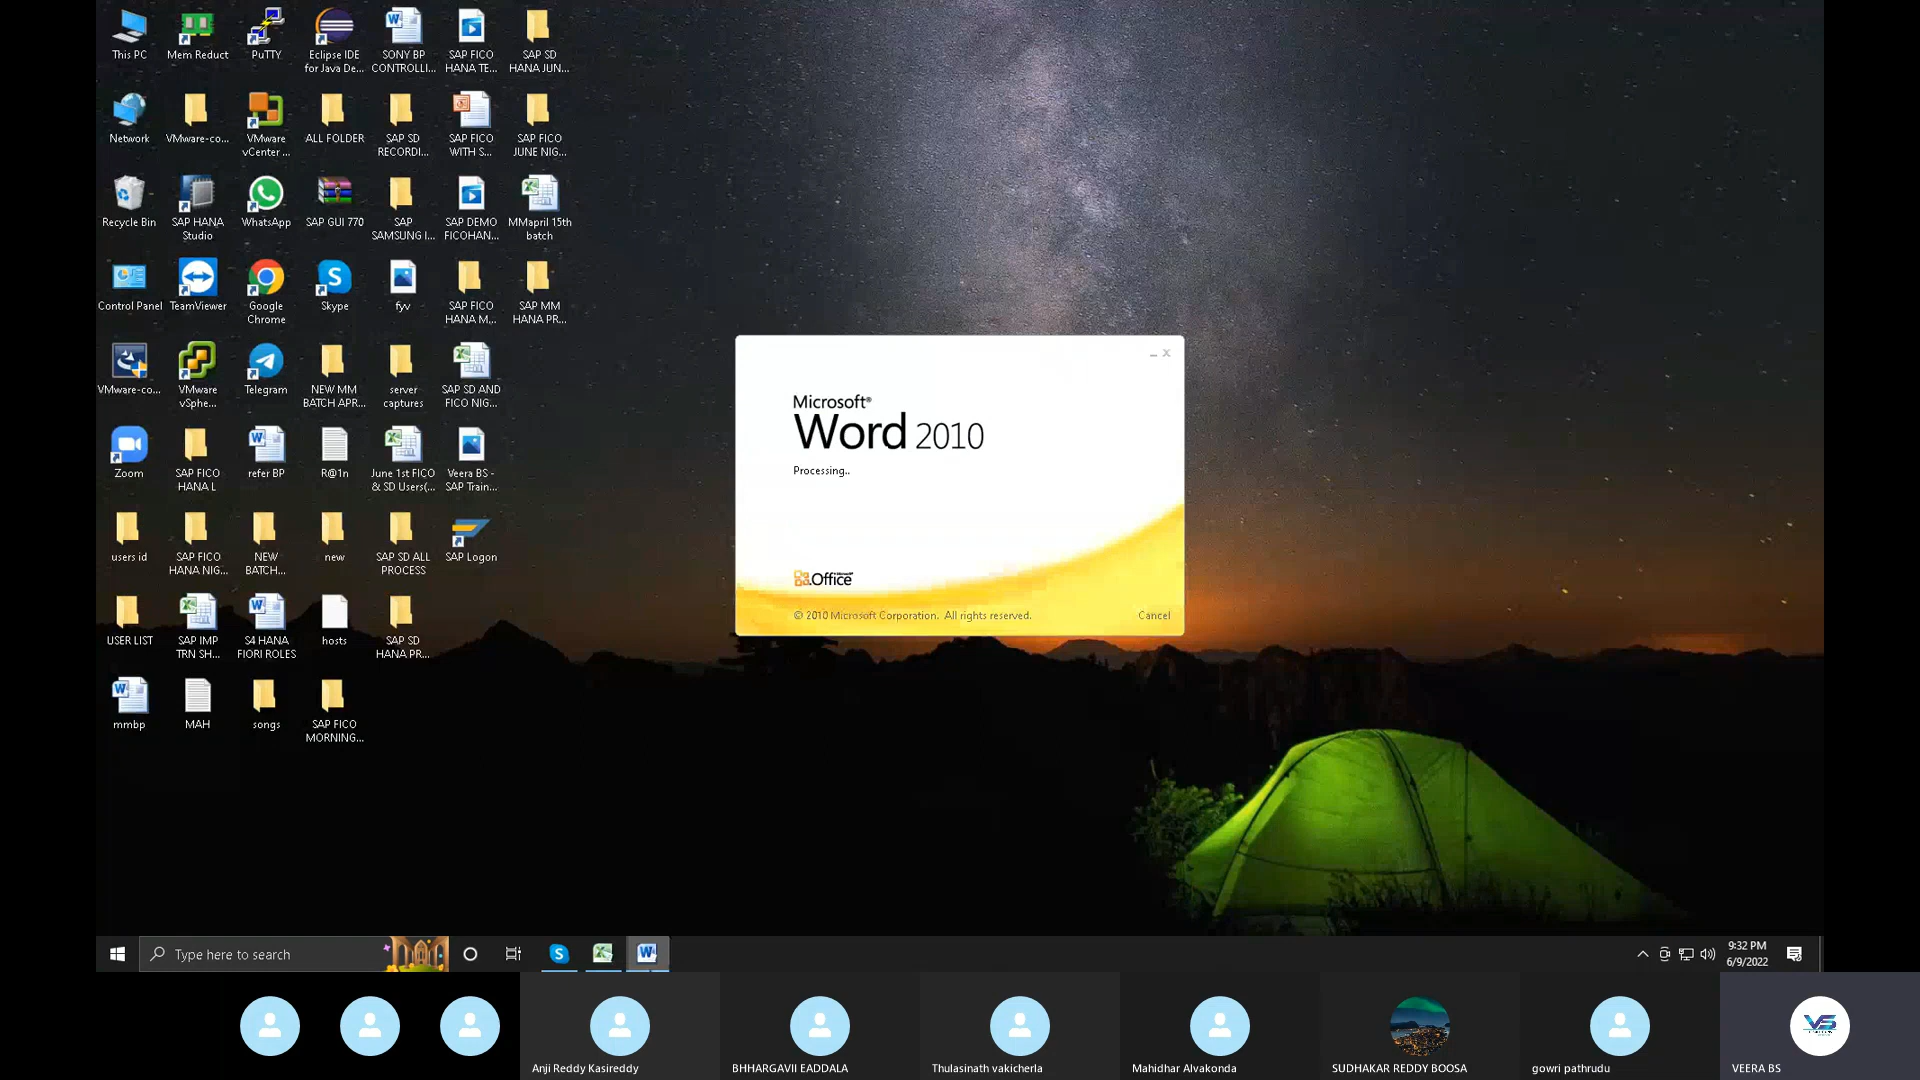 This PC
Mem Reduct
PuTTY
Eclipse IDE
for Java De...
SONY BP
CONTROLLI...
SAP FICO
HANA TE...
SAP SD
HANA JUN...
Network
VMware-co...
VMware
vCenter ...
ALL FOLDER
SAP SD
RECORDI...
SAP FICO
WITH S...
SAP FICO
JUNE NIG...
Recycle Bin
SAP HANA
Studio
WhatsApp
SAP GUI 770
SAP
SAMSUNG I...
SAP DEMO
FICOHAN...
MMapril 15th
batch
Control Panel
TeamViewer
Google
Chrome
Skype
fyv
SAP FICO
HANA M...
SAP MM
HANA PR...
VMware-co...
VMware
vSphe...
Telegram
NEW MM
BATCH APR...
server
captures
SAP SD AND
FICO NIG...
Zoom
SAP FICO
HANA L
refer BP
R@1n
June 1st FICO
& SD Users(...
Veera BS -
SAP Train...
users id
SAP FICO
HANA NIG...
NEW
BATCH...
new
SAP SD ALL
PROCESS
SAP Logon
USER LIST
SAP IMP
TRN SH...
S4 HANA
FIORI ROLES
hosts
SAP SD
HANA PR...
mmbp
MAH
songs
SAP FICO
MORNING...
Microsoft®
Word 2010
Processing..
Office
© 2010 Microsoft Corporation. All rights reserved.
Cancel
Type here to search
9:32 PM
6/9/2022
Anji Reddy Kasireddy
BHHARGAVII EADDALA
Thulasinath vakicherla
Mahidhar Alvakonda
SUDHAKAR REDDY BOOSA
gowri pathrudu
VS
VEERA BS